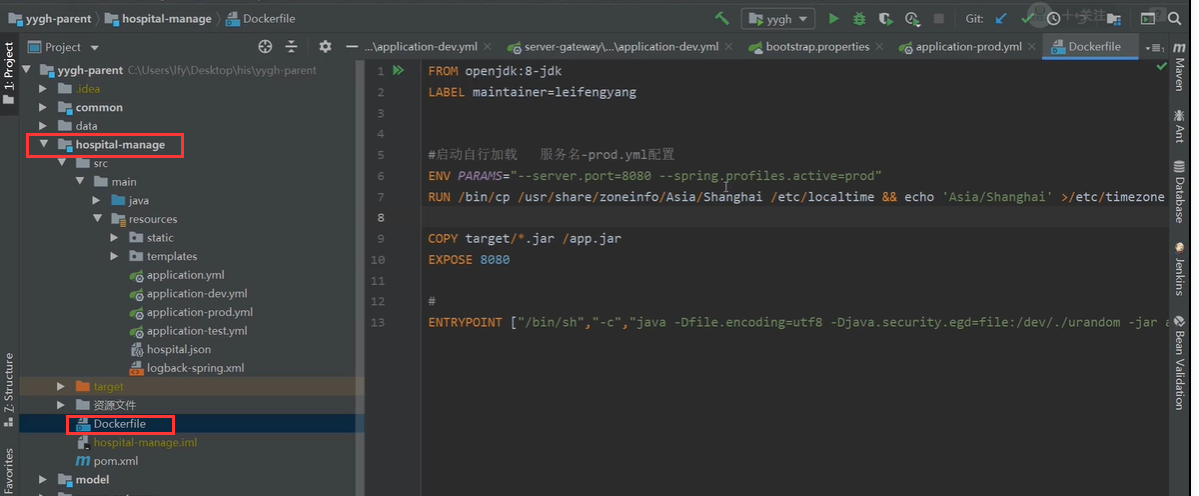 yygh-parent hospital-manage Dockerfile
yygh
Git:
十+关注
Project
...\application-dev.yml
server-gateway\...\application-dev.yml
bootstrap.properties
application-prod.yml
Dockerfile
1: Project
Z: Structure
Favorites
yygh-parent C:\Users\lfy\Desktop\his\yygh-parent
.idea
common
data
hospital-manage
src
main
java
resources
static
templates
application.yml
application-dev.yml
application-prod.yml
application-test.yml
hospital.json
logback-spring.xml
target
资源文件
Dockerfile
hospital-manage.iml
pom.xml
model
1 FROM openjdk:8-jdk
2 LABEL maintainer=leifengyang
3
4
5 #启动自行加载 服务名-prod.yml配置
6 ENV PARAMS="--server.port=8080 --spring.profiles.active=prod"
7 RUN /bin/cp /usr/share/zoneinfo/Asia/Shanghai /etc/localtime && echo 'Asia/Shanghai' >/etc/timezone
8
9 COPY target/*.jar /app.jar
10 EXPOSE 8080
11
12 #
13 ENTRYPOINT ["/bin/sh","-c","java -Dfile.encoding=utf8 -Djava.security.egd=file:/dev/./urandom -jar a
m Maven
Ant
Database
Jenkins
Bean Validation